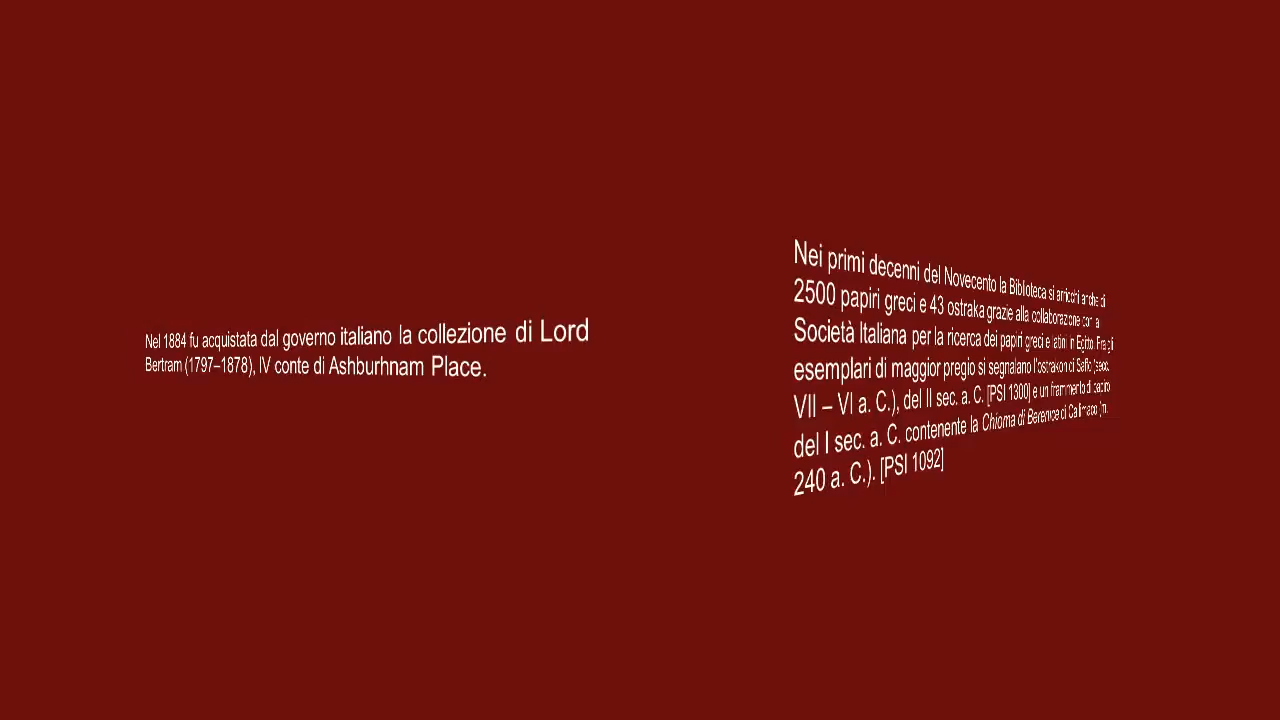 Nel 1884 fu acquistata dal governo italiano la collezione di Lord
Bertram (1797–1878), IV conte di Ashburhnam Place.
Nei primi decenni del Novecento la Biblioteca si arricchì anche di
2500 papiri greci e 43 ostraka grazie alla collaborazione con la
Società Italiana per la ricerca dei papiri greci e latini in Egitto. Fra gli
esemplari di maggior pregio si segnalano l'ostrakon di Saffo (secc.
VII – VI a. C.), del II sec. a. C. [PSI 1300] e un frammento di papiro
del I sec. a. C. contenente la Chioma di Berenice di Callimaco (m.
240 a. C.). [PSI 1092]